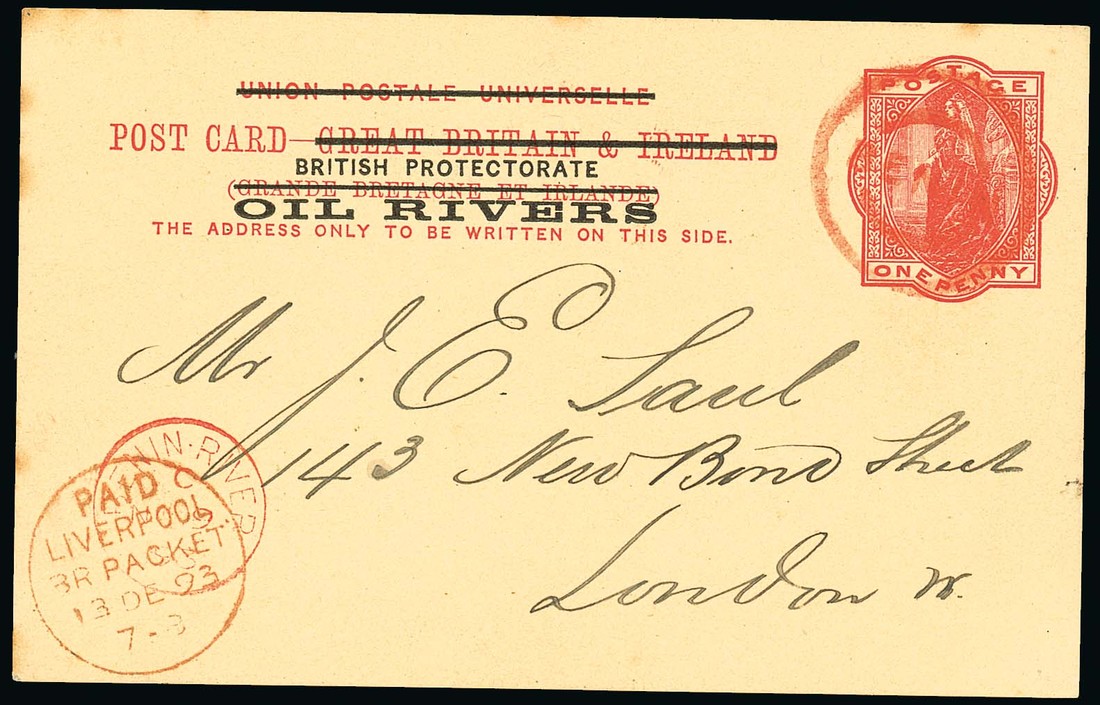 UNION POSTALE UNIVERSELLE
POST CARD—GREAT BRITAIN & IRELAND
BRITISH PROTECTORATE
(GRANDE BRETAGNE ET IRLANDE)
OIL RIVERS
THE ADDRESS ONLY TO BE WRITTEN ON THIS SIDE.
POSTAGE
ONE PENNY
Mr J. E. Saul
143 New Bond Street
London W.
RIVER
PAID
LIVERPOOL
BR PACKET
13 DE 93